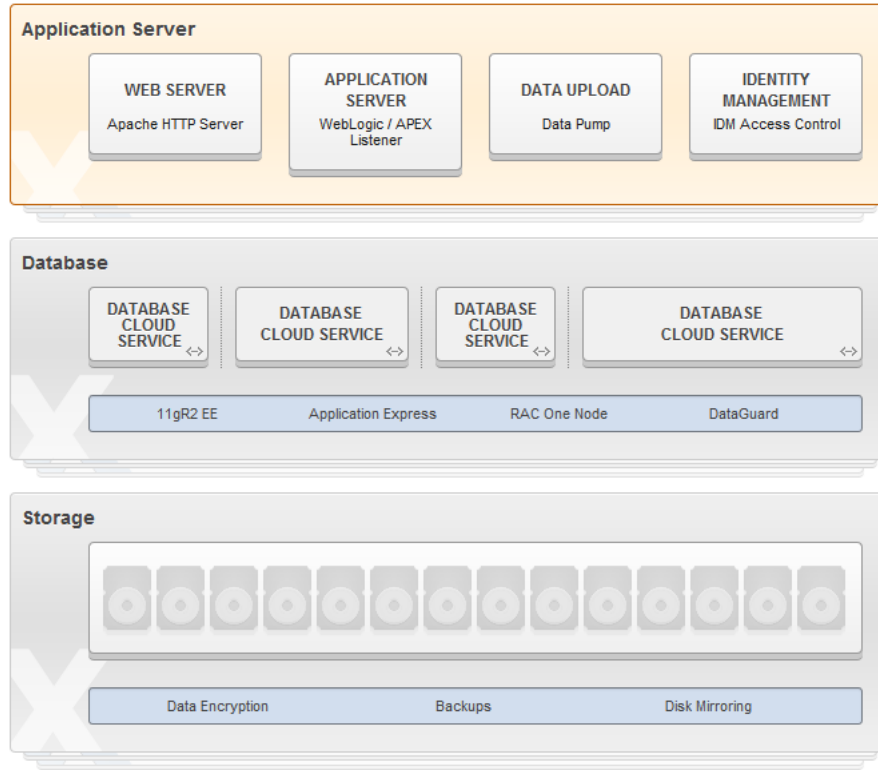 Application Server
WEB SERVER
Apache HTTP Server
APPLICATION
SERVER
WebLogic / APEX
Listener
DATA UPLOAD
Data Pump
IDENTITY
MANAGEMENT
IDM Access Control
X
Database
DATABASE
CLOUD
SERVICE
DATABASE
CLOUD SERVICE
DATABASE
CLOUD
SERVICE
DATABASE
CLOUD SERVICE
11gR2 EE
Application Express
RAC One Node
DataGuard
X
Storage
Data Encryption
Backups
Disk Mirroring
X